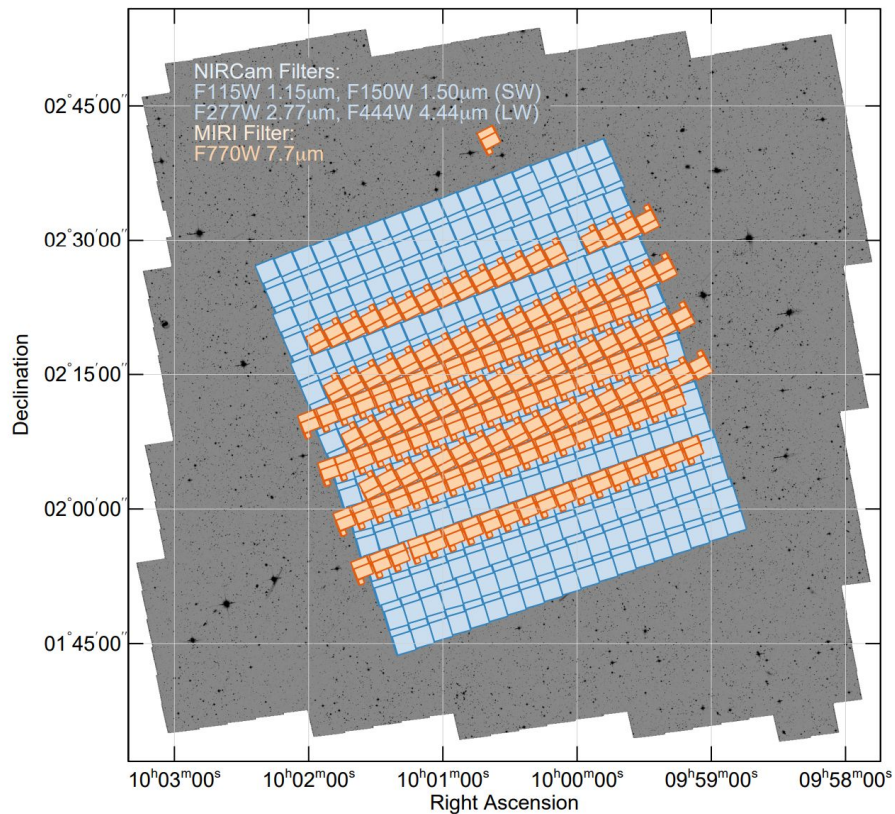 NIRCam Filters:
F115W 1.15μm, F150W 1.50μm (SW)
F277W 2.77μm, F444W 4.44μm (LW)
MIRI Filter:
F770W 7.7μm
02°45′00″
02°30′00″
02°15′00″
02°00′00″
01°45′00″
Declination
10ʰ03ᵐ00ˢ 10ʰ02ᵐ00ˢ 10ʰ01ᵐ00ˢ 10ʰ00ᵐ00ˢ 09ʰ59ᵐ00ˢ 09ʰ58ᵐ00ˢ
Right Ascension